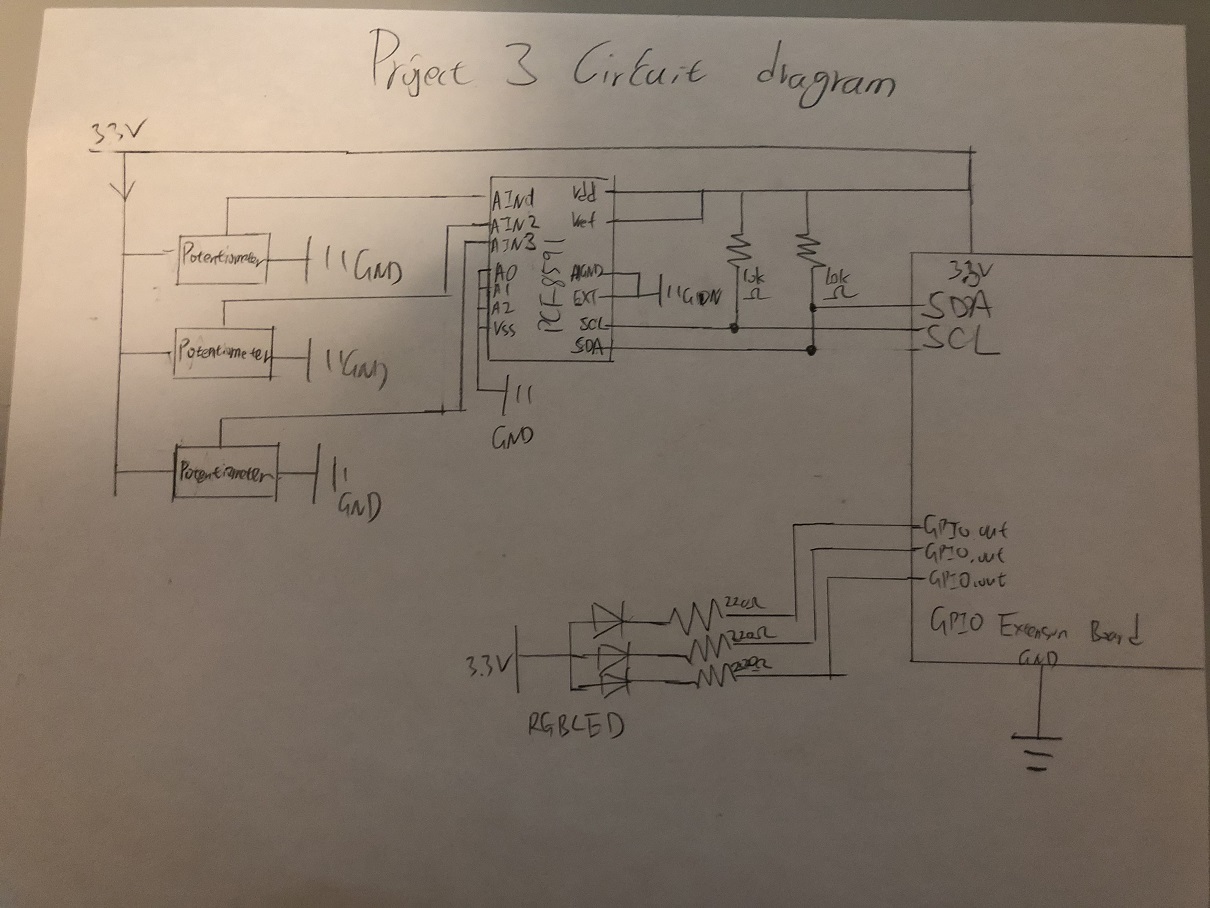 Project 3 Circuit diagram
3.3V
AIN1
AIN2
AIN3
A0
A1
A2
VSS
PCF8591
Vdd
Vref
AGND
EXT
SCL
SDA
Potentiometer
GND
Potentiometer
GND
Potentiometer
GND
GND
GDN
10k
Ω
10k
Ω
3.3V
SDA
SCL
GPIO.out
GPIO.out
GPIO.out
GPIO Extension Board
GND
220Ω
220Ω
220Ω
3.3V
RGBLED